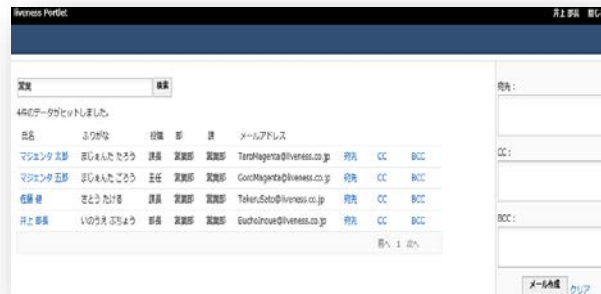 liveness Portlet 井上 部長
営業 検索
4件のデータがヒットしました。
氏名 ふりがな 役職 部 課 メールアドレス
マジェンタ 太郎 まじぇんた たろう 課長 営業部 営業課 TaroMagenta@liveness.co.jp 宛先 CC BCC
マジェンタ 五郎 まじぇんた ごろう 主任 営業部 営業課 GoroMagenta@liveness.co.jp 宛先 CC BCC
佐藤 健 さとう たける 課長 営業部 営業課 TakeruSato@liveness.co.jp 宛先 CC BCC
井上 部長 いのうえ ぶちょう 部長 営業部 営業課 BuchoInoue@liveness.co.jp 宛先 CC BCC
前へ 1 次へ
宛先 :
CC :
BCC :
メール作成 クリア